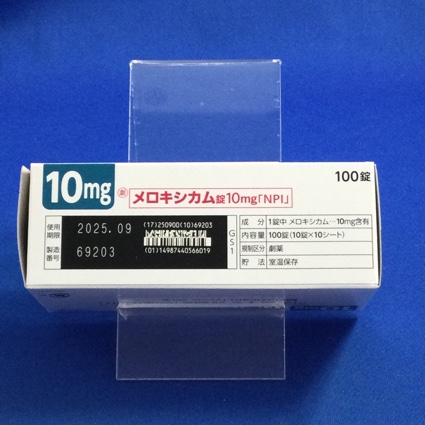 10mg
劇 メロキシカム錠10mg「NPI」
100錠
使用期限 2025.09
製造番号 69203
(17)250900(10)69203
(01)14987440566019
GS1
成 分 1錠中 メロキシカム…10mg含有
内容量 100錠(10錠×10シート)
規制区分 劇薬
貯 法 室温保存